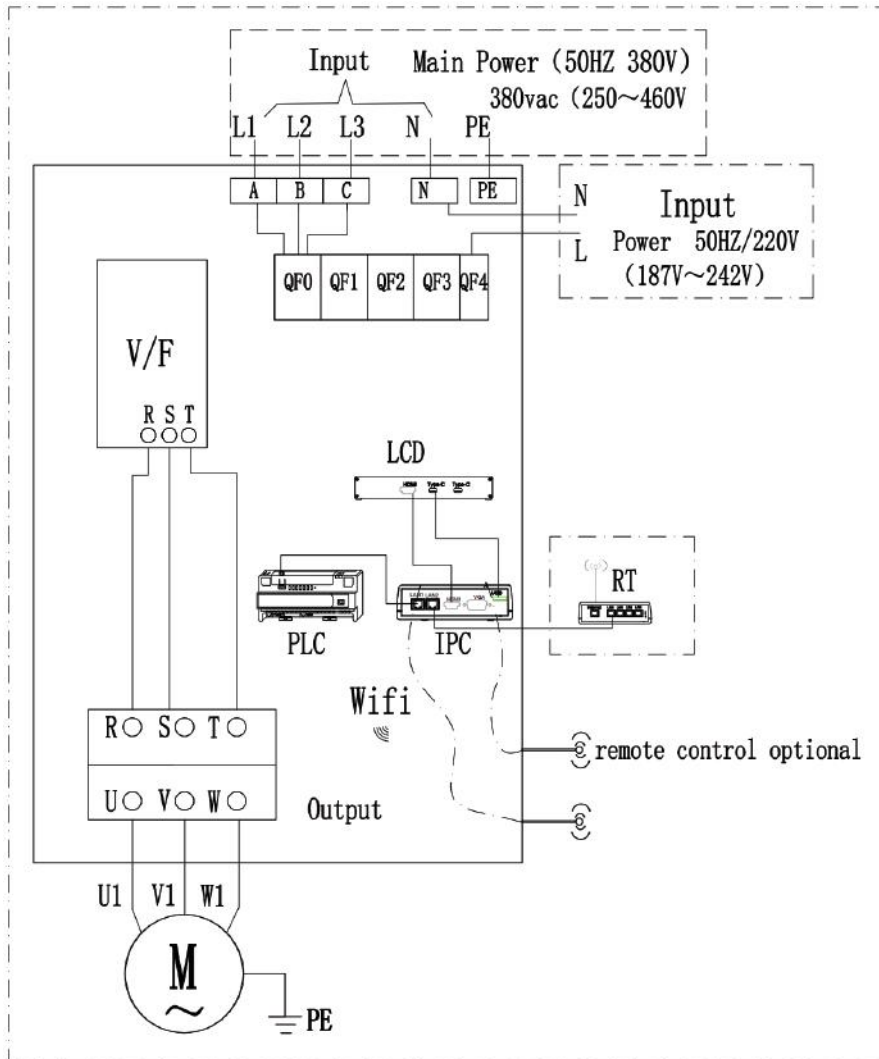 Input Main Power (50HZ 380V)
380vac (250～460V
L1 L2 L3 N PE
A B C N PE
N Input
L Power 50HZ/220V
(187V～242V)
QF0 QF1 QF2 QF3 QF4
V/F
R S T
LCD
HDMI Type-C Type-C
RT
LAN1 LAN2 HDMI VGA
PLC IPC
Wifi
R S T
remote control optional
U V W Output
U1 V1 W1
M
~
PE